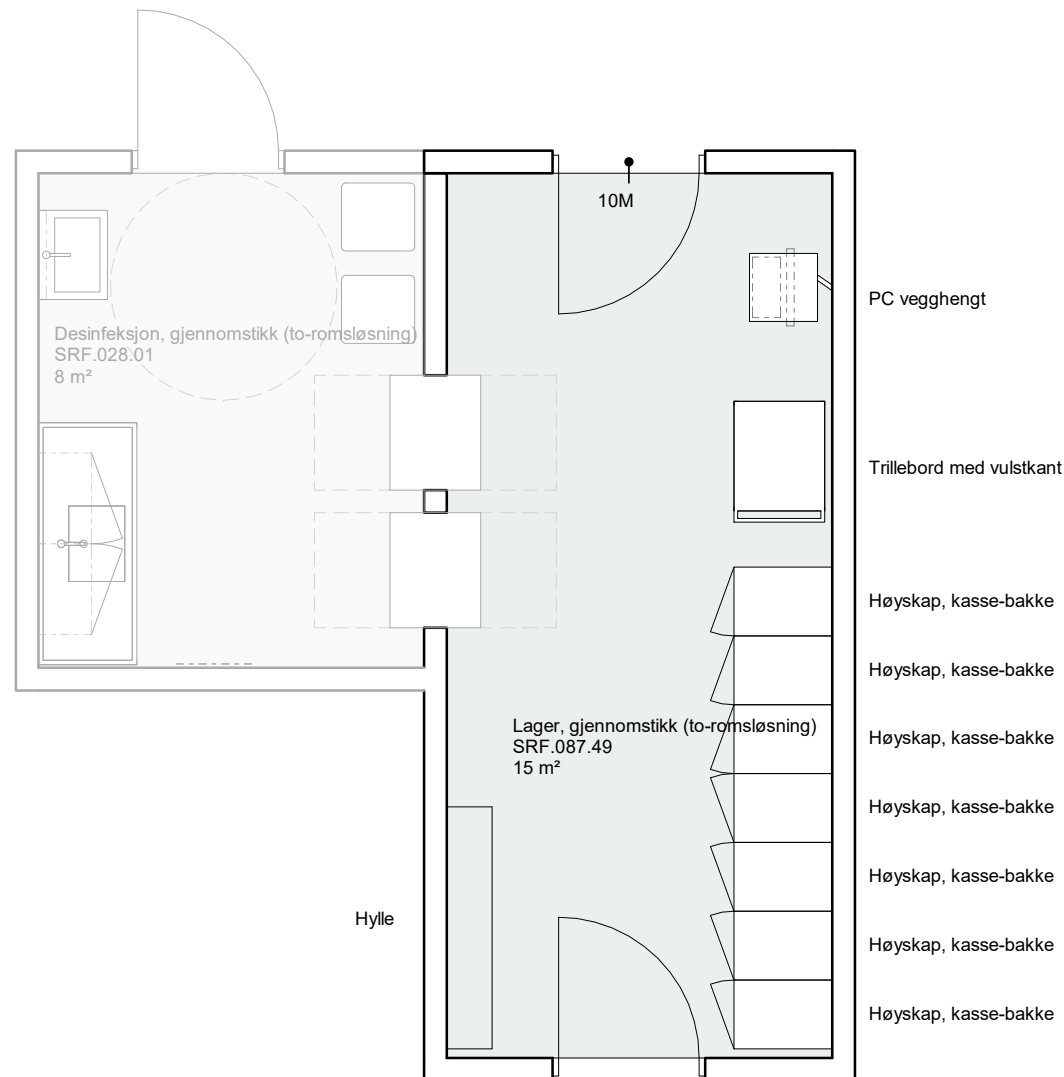 10M
PC vegghengt
Desinfeksjon, gjennomstikk (to-romsløsning)
SRF.028.01
8 m²
Trillebord med vulstkant
Høyskap, kasse-bakke
Høyskap, kasse-bakke
Lager, gjennomstikk (to-romsløsning)
SRF.087.49
15 m²
Høyskap, kasse-bakke
Høyskap, kasse-bakke
Høyskap, kasse-bakke
Hylle
Høyskap, kasse-bakke
Høyskap, kasse-bakke